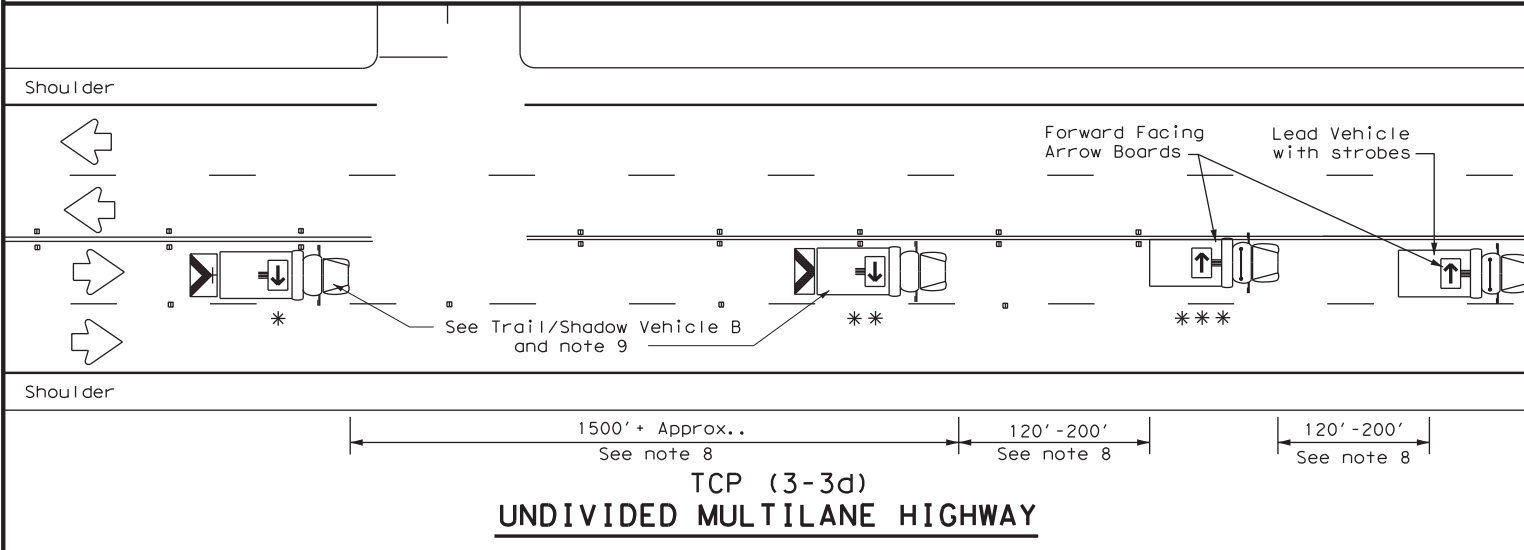 Shoulder
Forward Facing
Arrow Boards
Lead Vehicle
with strobes
*
**
***
See Trail/Shadow Vehicle B
and note 9
Shoulder
1500'+ Approx..
See note 8
120'-200'
See note 8
120'-200'
See note 8
TCP (3-3d)
UNDIVIDED MULTILANE HIGHWAY